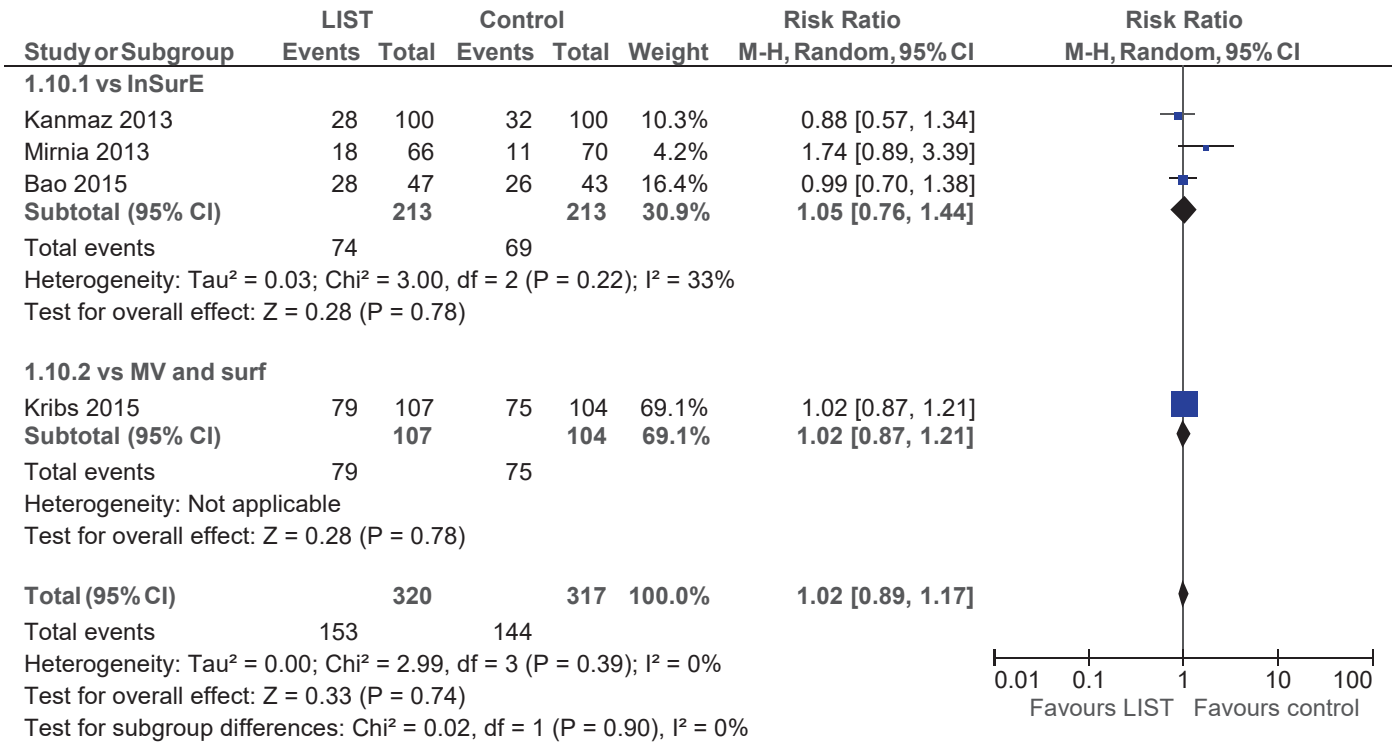 LIST Control Risk Ratio Risk Ratio
Study or Subgroup Events Total Events Total Weight M-H, Random, 95% CI M-H, Random, 95% CI
1.10.1 vs InSurE
Kanmaz 2013 28 100 32 100 10.3% 0.88 [0.57, 1.34]
Mirnia 2013 18 66 11 70 4.2% 1.74 [0.89, 3.39]
Bao 2015 28 47 26 43 16.4% 0.99 [0.70, 1.38]
Subtotal (95% CI) 213 213 30.9% 1.05 [0.76, 1.44]
Total events 74 69
Heterogeneity: Tau² = 0.03; Chi² = 3.00, df = 2 (P = 0.22); I² = 33%
Test for overall effect: Z = 0.28 (P = 0.78)
1.10.2 vs MV and surf
Kribs 2015 79 107 75 104 69.1% 1.02 [0.87, 1.21]
Subtotal (95% CI) 107 104 69.1% 1.02 [0.87, 1.21]
Total events 79 75
Heterogeneity: Not applicable
Test for overall effect: Z = 0.28 (P = 0.78)
Total (95% CI) 320 317 100.0% 1.02 [0.89, 1.17]
Total events 153 144
Heterogeneity: Tau² = 0.00; Chi² = 2.99, df = 3 (P = 0.39); I² = 0%
Test for overall effect: Z = 0.33 (P = 0.74)
Test for subgroup differences: Chi² = 0.02, df = 1 (P = 0.90), I² = 0%
0.01 0.1 1 10 100
Favours LIST Favours control